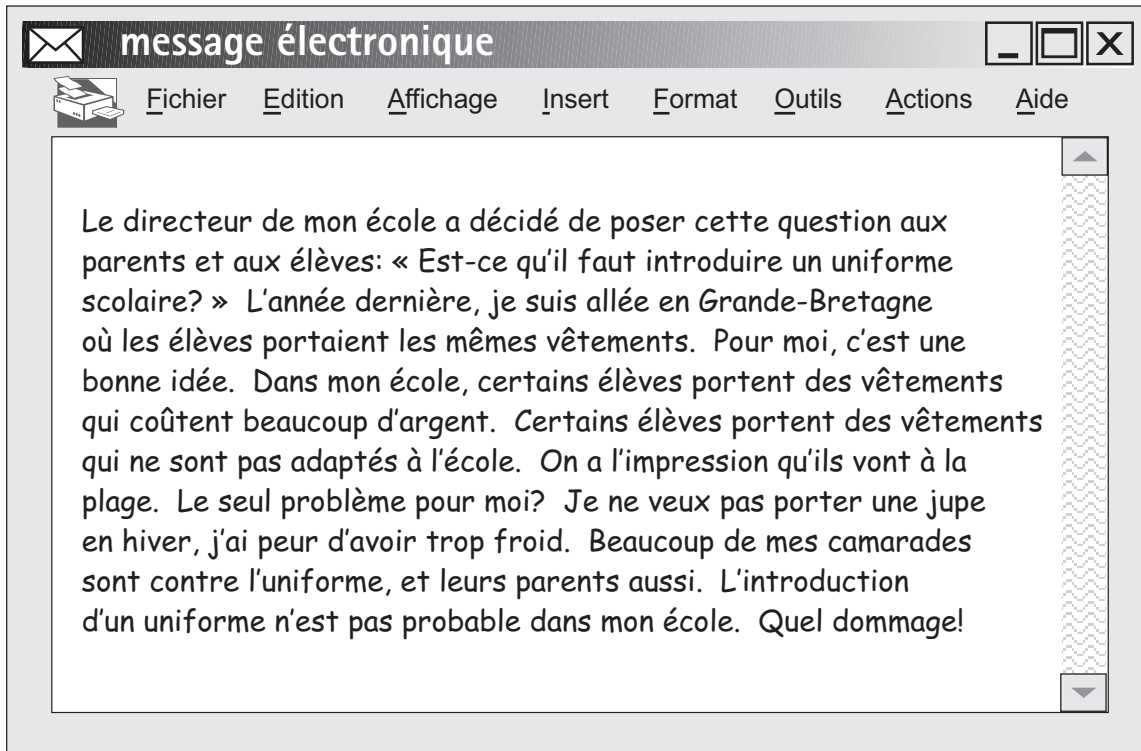 message électronique
Fichier Edition Affichage Insert Format Outils Actions Aide
Le directeur de mon école a décidé de poser cette question aux
parents et aux élèves: « Est-ce qu'il faut introduire un uniforme
scolaire? » L'année dernière, je suis allée en Grande-Bretagne
où les élèves portaient les mêmes vêtements. Pour moi, c'est une
bonne idée. Dans mon école, certains élèves portent des vêtements
qui coûtent beaucoup d'argent. Certains élèves portent des vêtements
qui ne sont pas adaptés à l'école. On a l'impression qu'ils vont à la
plage. Le seul problème pour moi? Je ne veux pas porter une jupe
en hiver, j'ai peur d'avoir trop froid. Beaucoup de mes camarades
sont contre l'uniforme, et leurs parents aussi. L'introduction
d'un uniforme n'est pas probable dans mon école. Quel dommage!